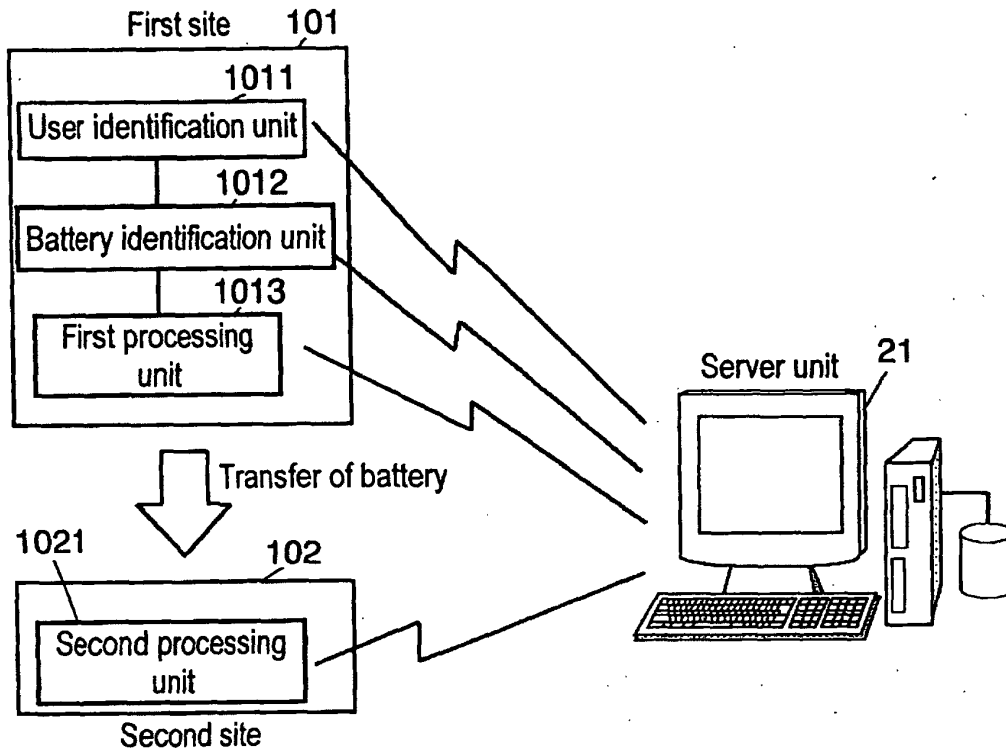 First site
101
1011
User identification unit
1012
Battery identification unit
1013
First processing
unit
Server unit
21
Transfer of battery
1021
102
Second processing
unit
Second site